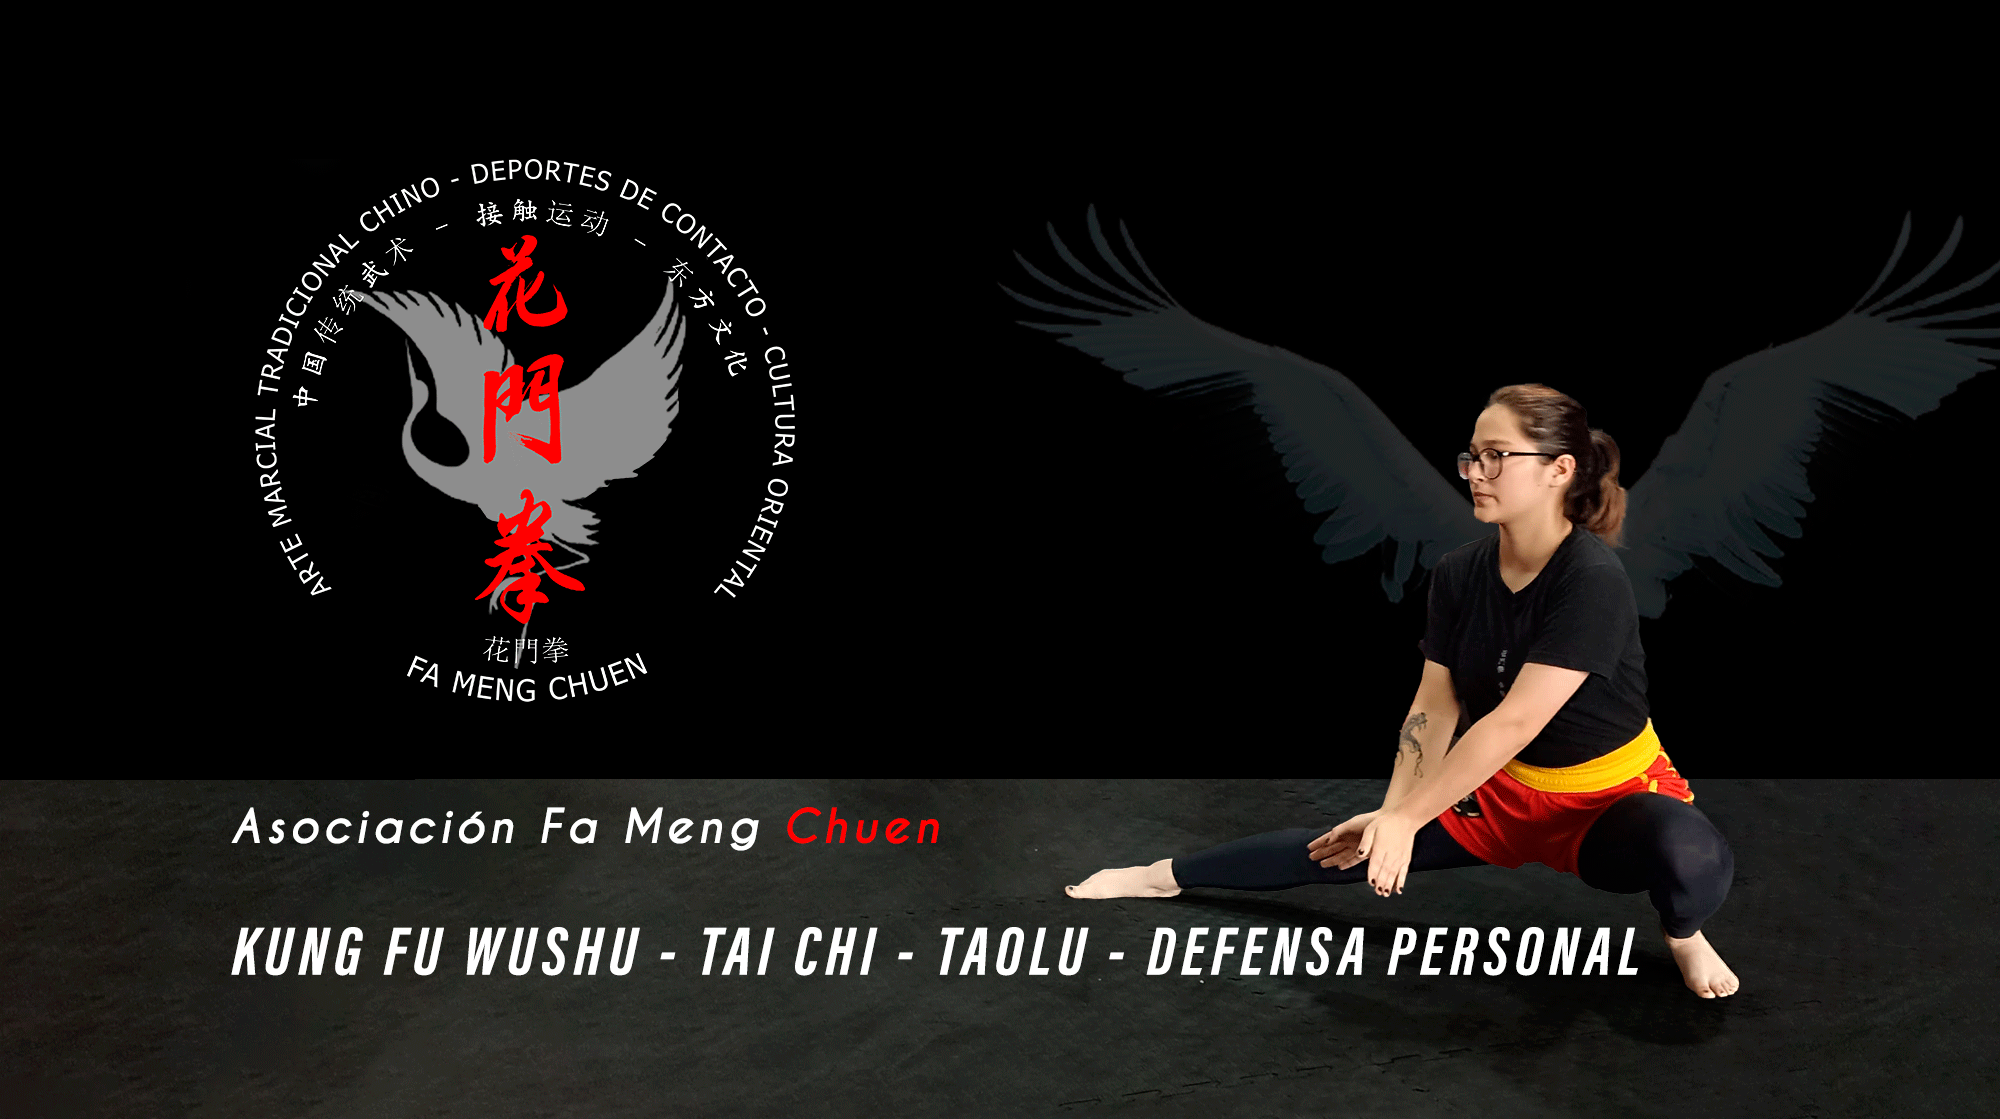 ARTE MARCIAL TRADICIONAL CHINO - DEPORTES DE CONTACTO - CULTURA ORIENTAL
中国传统武术 - 接触运动 - 东方文化
花門拳
花門拳
FA MENG CHUEN
Asociación Fa Meng Chuen
KUNG FU WUSHU - TAI CHI - TAOLU - DEFENSA PERSONAL